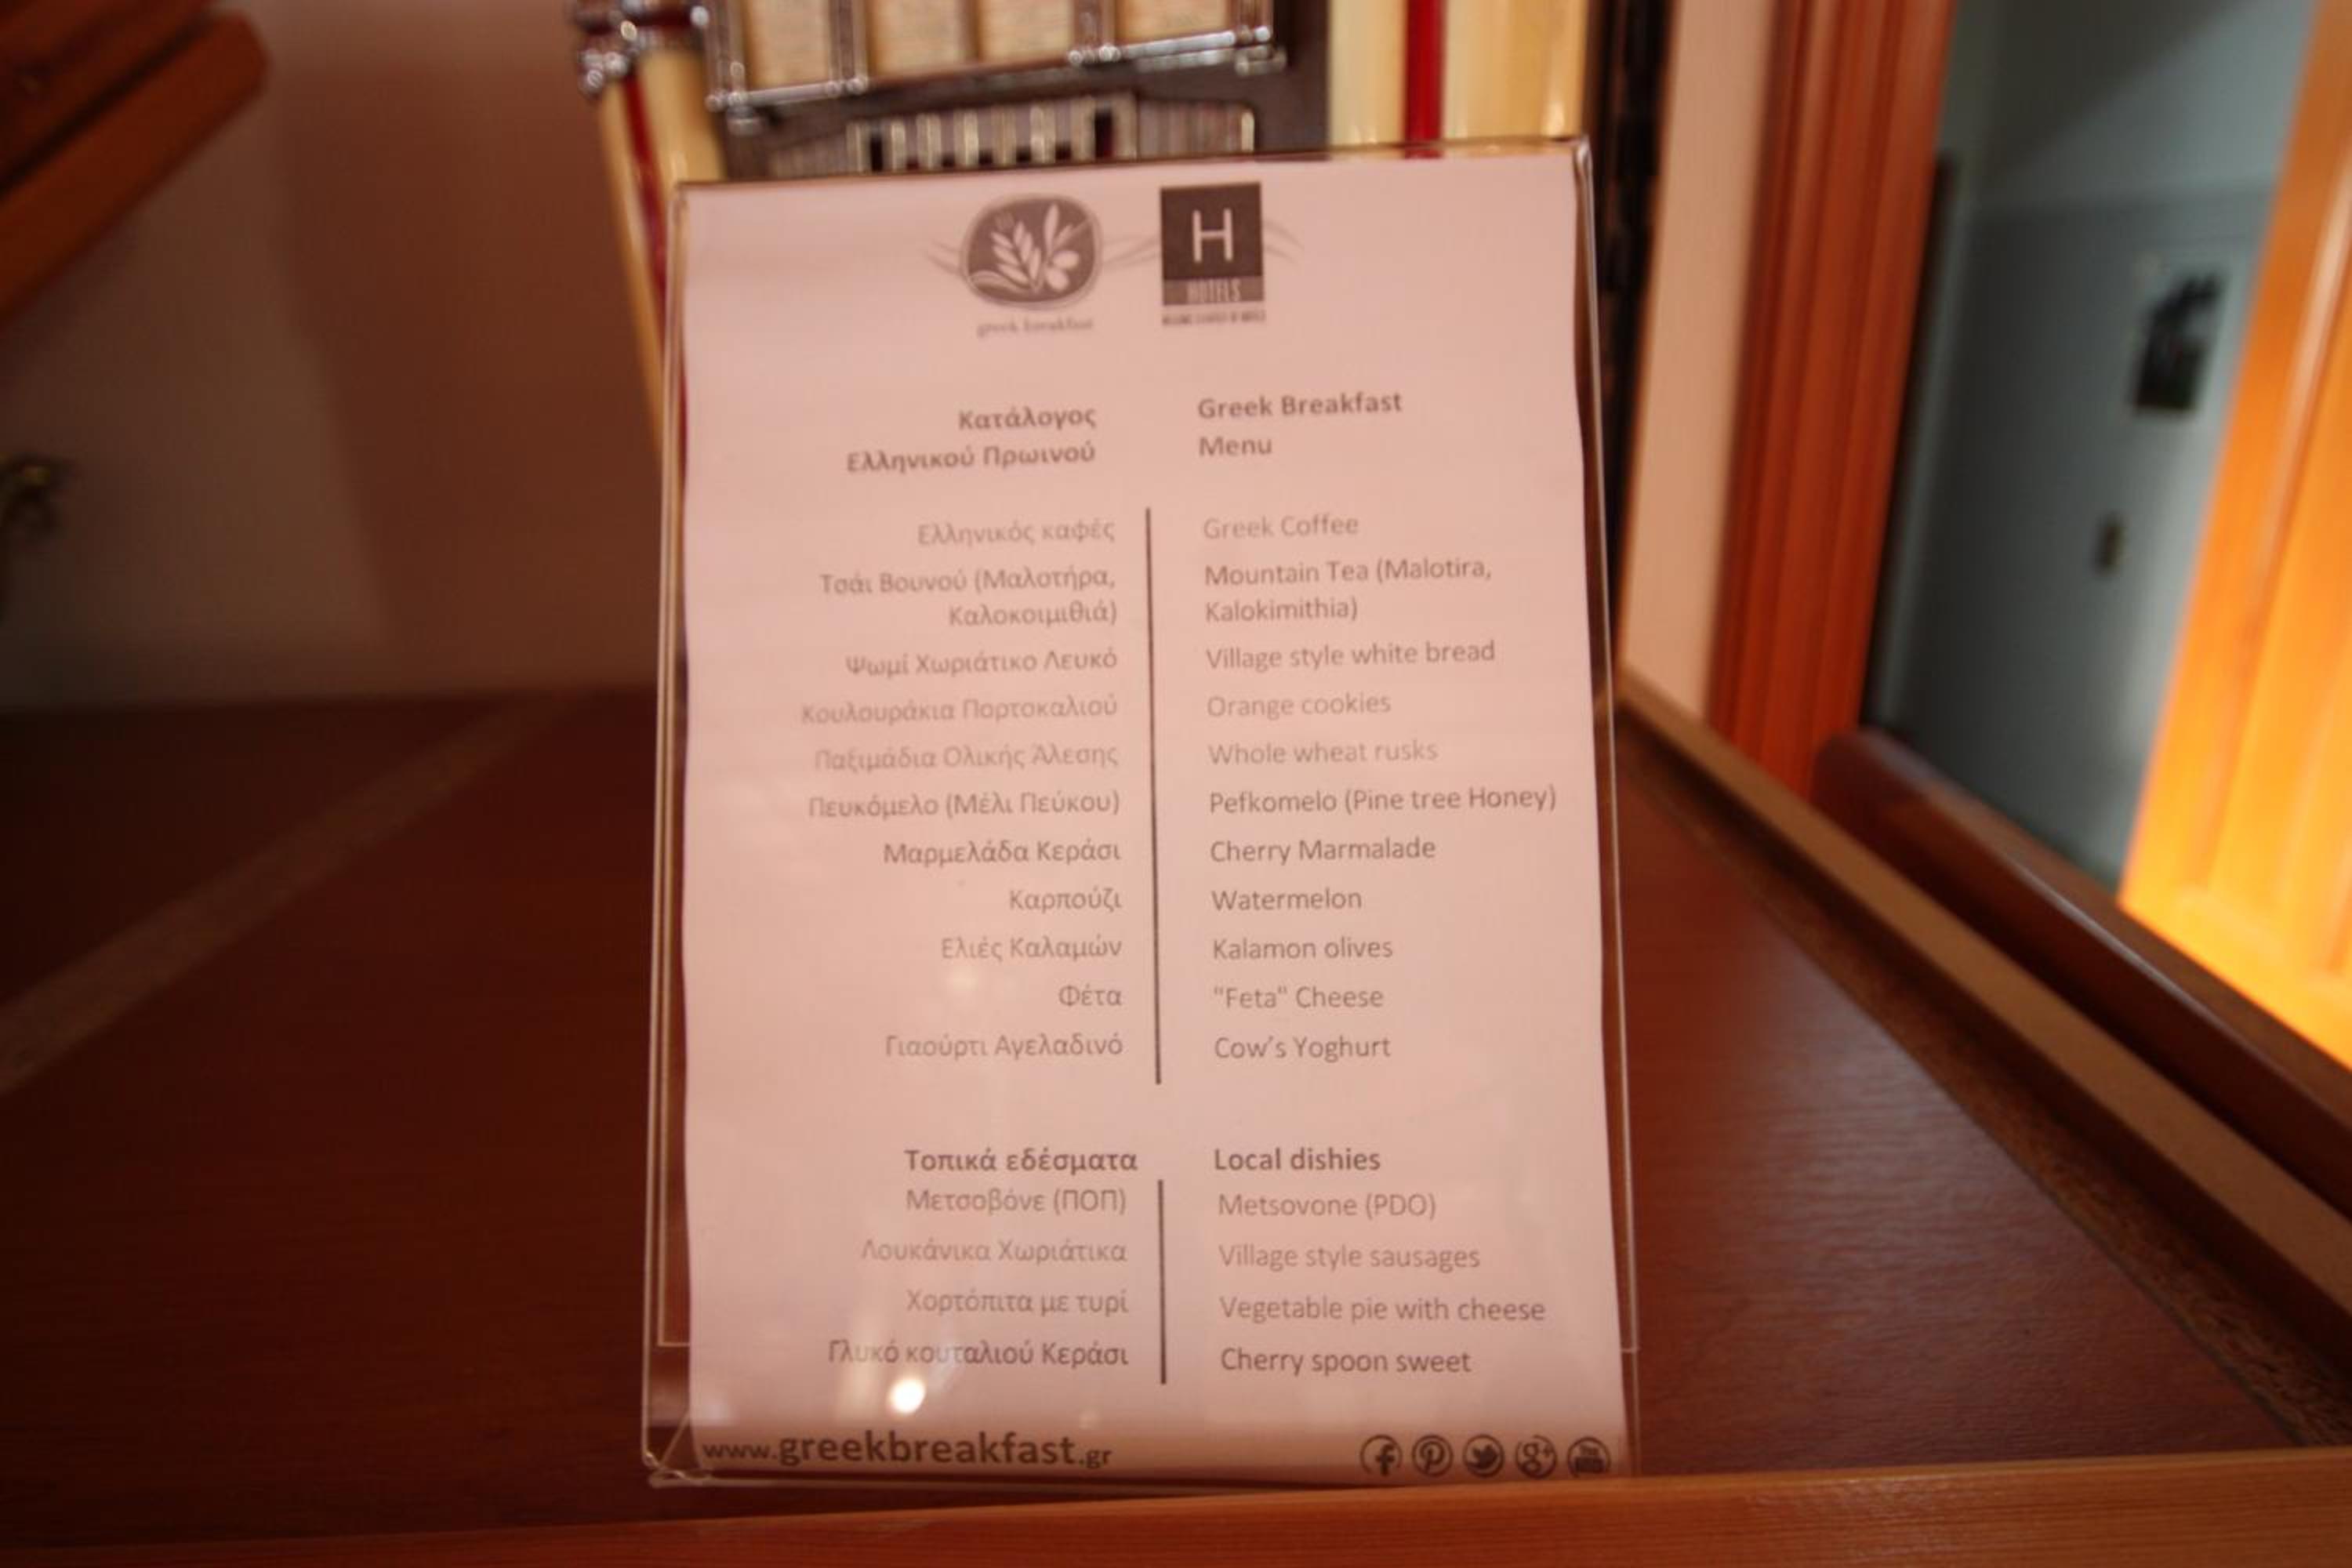 greek breakfast
H
HOTELS
Κατάλογος
Ελληνικού Πρωινού
Greek Breakfast
Menu
Ελληνικός καφές
Τσάι Βουνού (Μαλοτήρα,
Καλοκοιμιθιά)
Ψωμί Χωριάτικο Λευκό
Κουλουράκια Πορτοκαλιού
Παξιμάδια Ολικής Άλεσης
Πευκόμελο (Μέλι Πεύκου)
Μαρμελάδα Κεράσι
Καρπούζι
Ελιές Καλαμών
Φέτα
Γιαούρτι Αγελαδινό
Greek Coffee
Mountain Tea (Malotira,
Kalokimithia)
Village style white bread
Orange cookies
Whole wheat rusks
Pefkomelo (Pine tree Honey)
Cherry Marmalade
Watermelon
Kalamon olives
"Feta" Cheese
Cow's Yoghurt
Τοπικά εδέσματα
Μετσοβόνε (ΠΟΠ)
Λουκάνικα Χωριάτικα
Χορτόπιτα με τυρί
Γλυκό κουταλιού Κεράσι
Local dishies
Metsovone (PDO)
Village style sausages
Vegetable pie with cheese
Cherry spoon sweet
www.greekbreakfast.gr